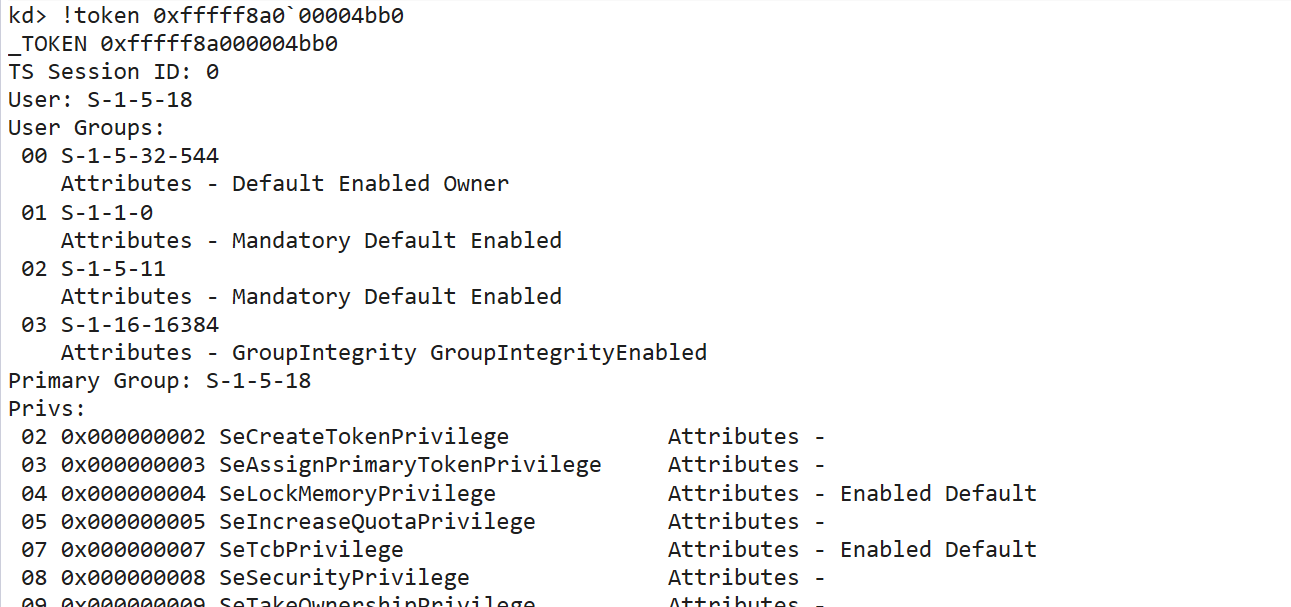 kd> !token 0xfffff8a0`00004bb0
_TOKEN 0xfffff8a000004bb0
TS Session ID: 0
User: S-1-5-18
User Groups:
 00 S-1-5-32-544
    Attributes - Default Enabled Owner
 01 S-1-1-0
    Attributes - Mandatory Default Enabled
 02 S-1-5-11
    Attributes - Mandatory Default Enabled
 03 S-1-16-16384
    Attributes - GroupIntegrity GroupIntegrityEnabled
Primary Group: S-1-5-18
Privs:
 02 0x000000002 SeCreateTokenPrivilege            Attributes -
 03 0x000000003 SeAssignPrimaryTokenPrivilege     Attributes -
 04 0x000000004 SeLockMemoryPrivilege             Attributes - Enabled Default
 05 0x000000005 SeIncreaseQuotaPrivilege          Attributes -
 07 0x000000007 SeTcbPrivilege                    Attributes - Enabled Default
 08 0x000000008 SeSecurityPrivilege               Attributes -
 09 0x000000009 SeTakeOwnershipPrivilege          Attributes -